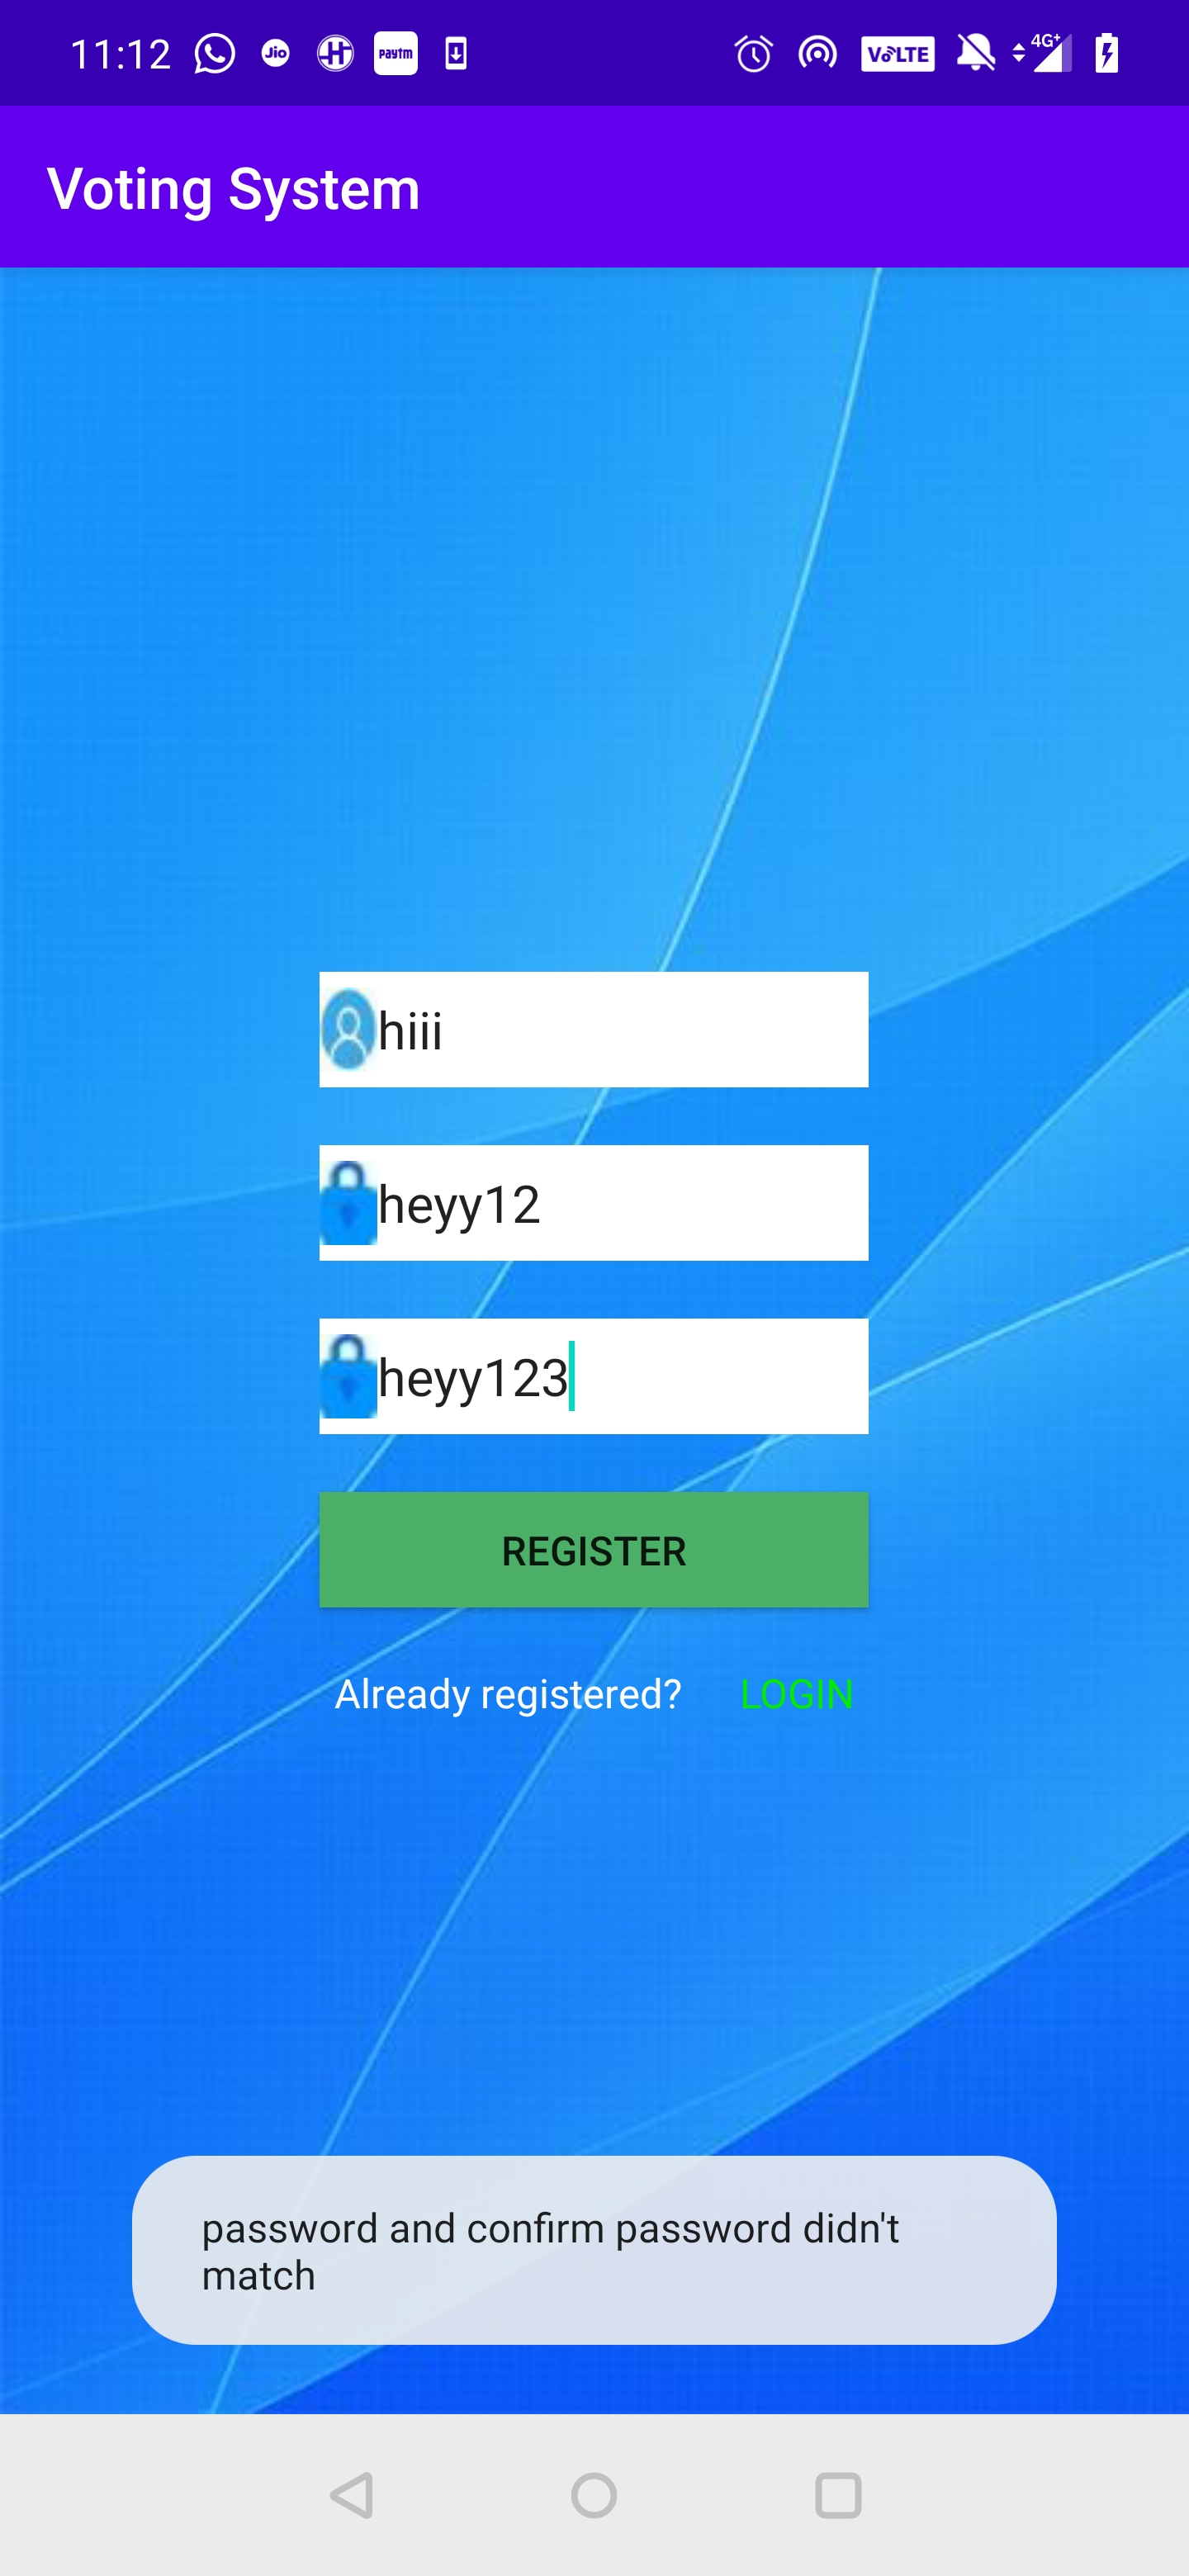 11:12 Jio H paytm VoLTE 4G+
Voting System
hiii
heyy12
heyy123
REGISTER
Already registered? LOGIN
password and confirm password didn't
match